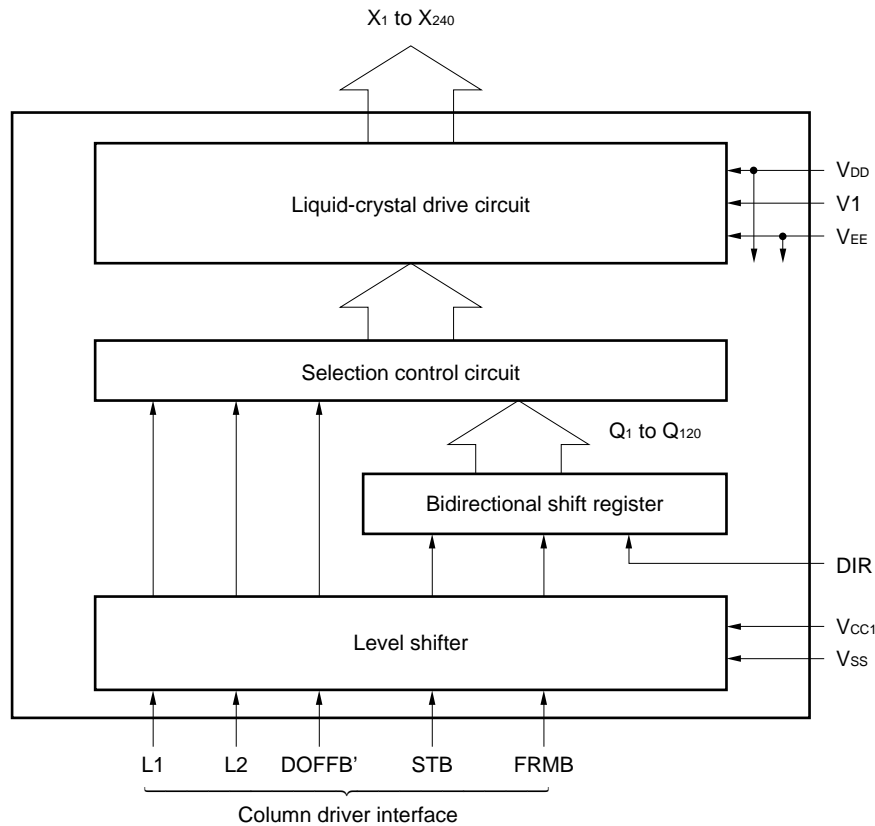 X1 to X240
Liquid-crystal drive circuit
VDD
V1
VEE
Selection control circuit
Q1 to Q120
Bidirectional shift register
DIR
Level shifter
VCC1
VSS
L1 L2 DOFFB’ STB FRMB
Column driver interface